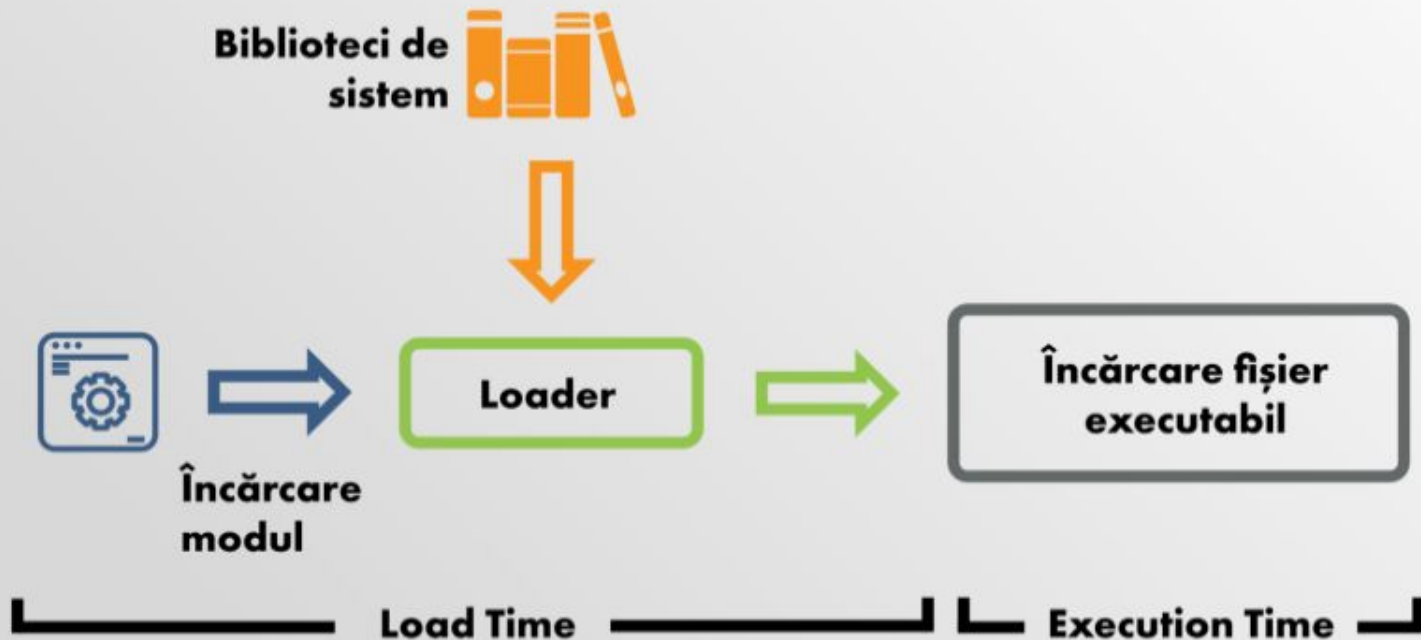 Biblioteci de
sistem
Loader
Încărcare fișier
executabil
Încărcare
modul
Load Time
Execution Time